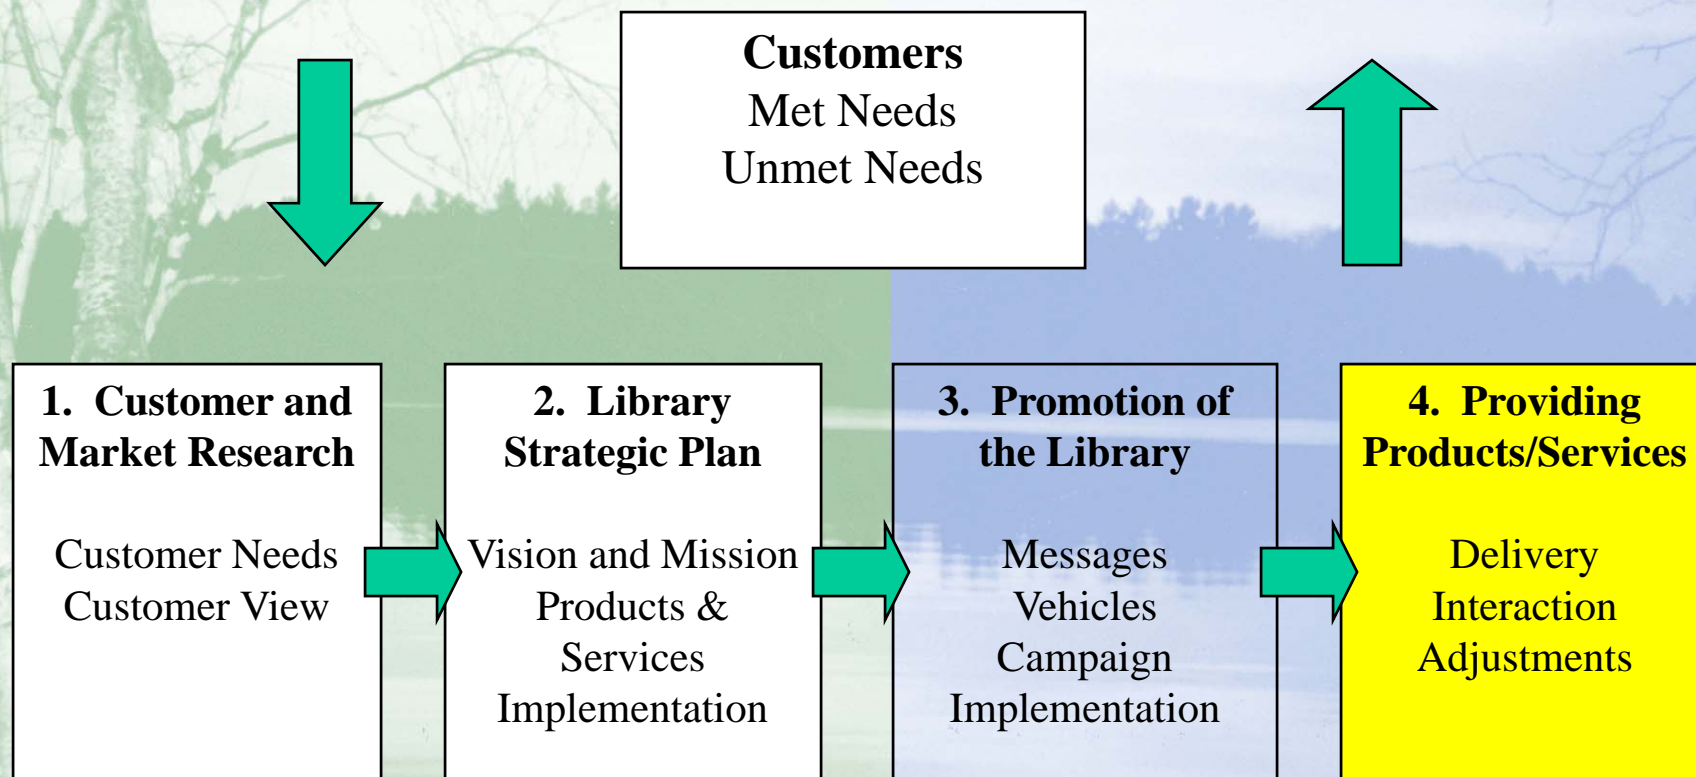 Customers
Met Needs
Unmet Needs
1. Customer and
Market Research
Customer Needs
Customer View
2. Library
Strategic Plan
Vision and Mission
Products &
Services
Implementation
3. Promotion of
the Library
Messages
Vehicles
Campaign
Implementation
4. Providing
Products/Services
Delivery
Interaction
Adjustments